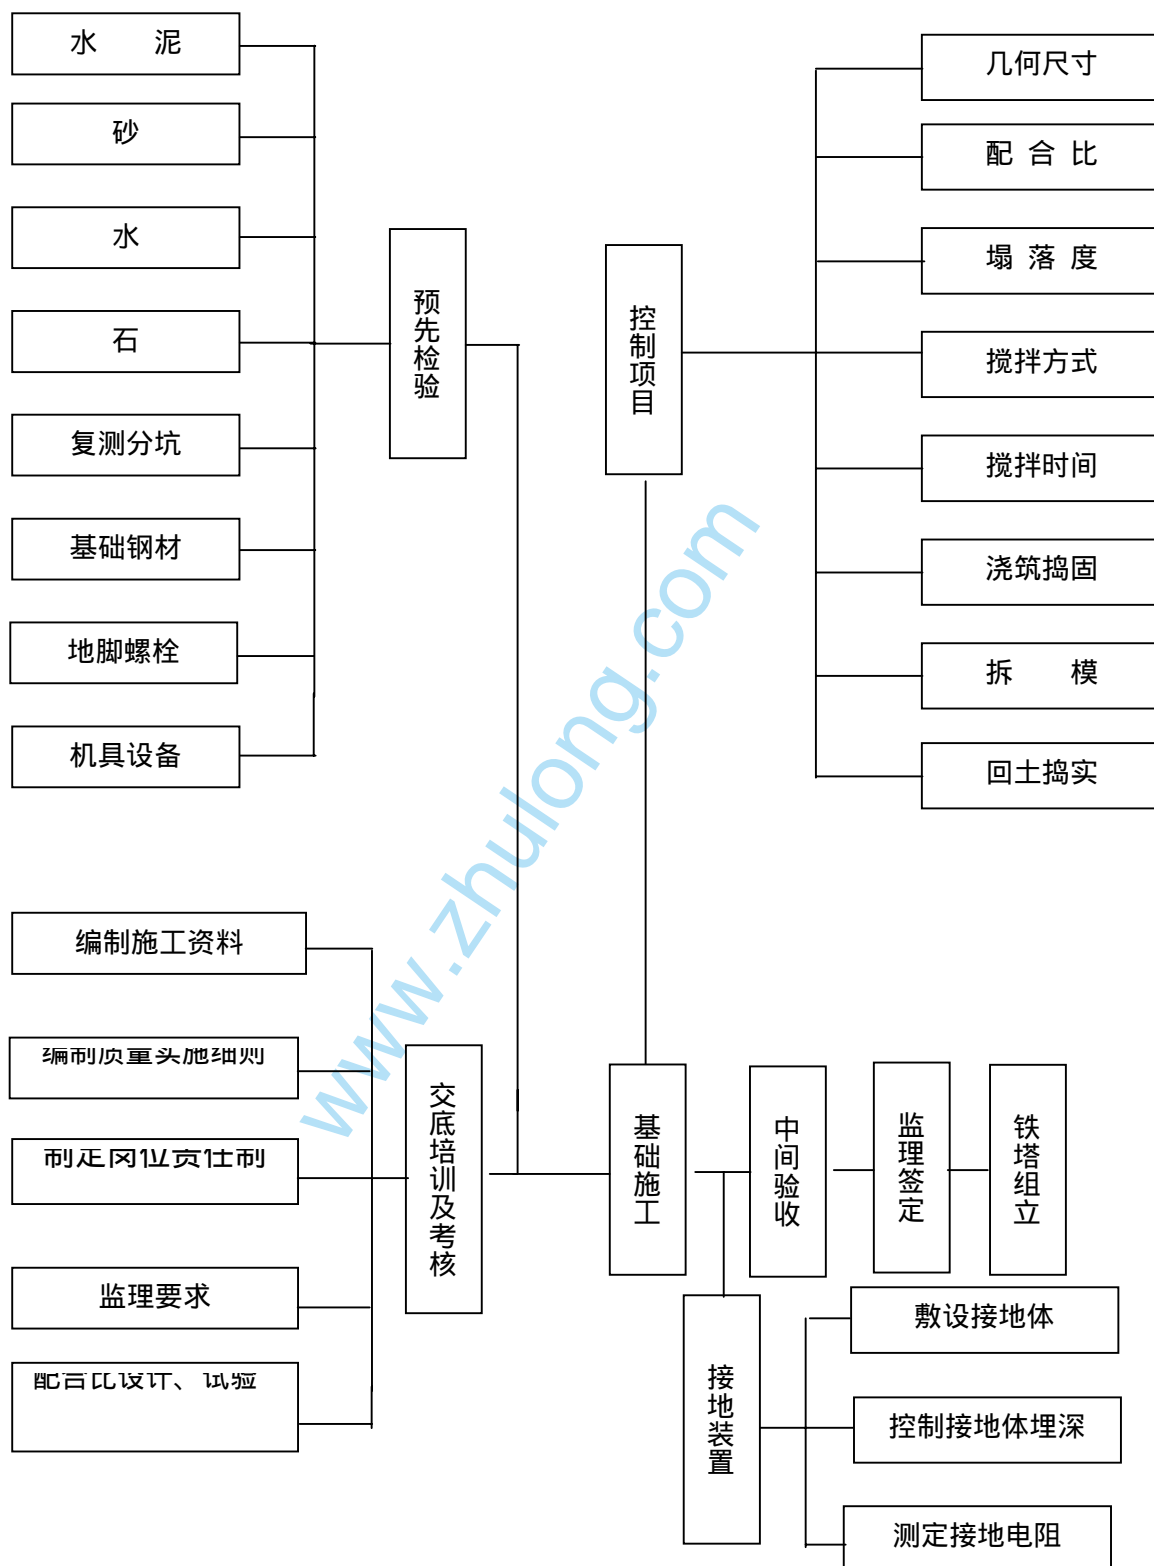 水 泥
砂
水
石
复测分坑
基础钢材
地脚螺栓
机具设备
预先检验
控制项目
几何尺寸
配 合 比
塌 落 度
搅拌方式
搅拌时间
浇筑捣固
拆 模
回土捣实
编制施工资料
编制质量实施细则
制定岗位责任制
监理要求
配合比设计、试验
交底培训及考核
基础施工
中间验收
监理签定
铁塔组立
接地装置
敷设接地体
控制接地体埋深
测定接地电阻
www.zhulong.com